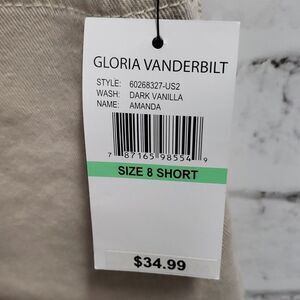 GLORIA VANDERBILT
STYLE: 60268327-US2
WASH: DARK VANILLA
NAME: AMANDA
7 87165 98554 9
SIZE 8 SHORT
$34.99